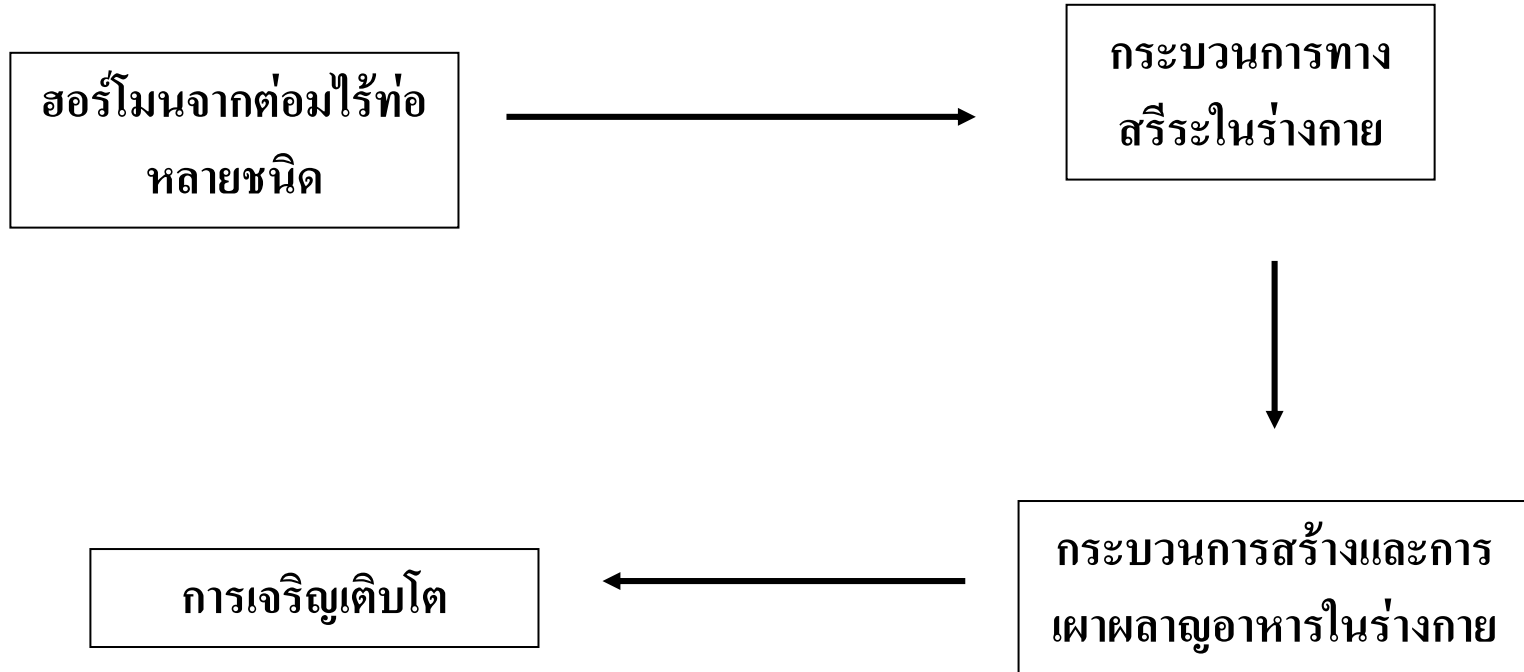 ฮอร์โมนจากต่อมไร้ท่อ
หลายชนิด
กระบวนการทาง
สรีระในร่างกาย
กระบวนการสร้างและการ
เผาผลาญอาหารในร่างกาย
การเจริญเติบโต